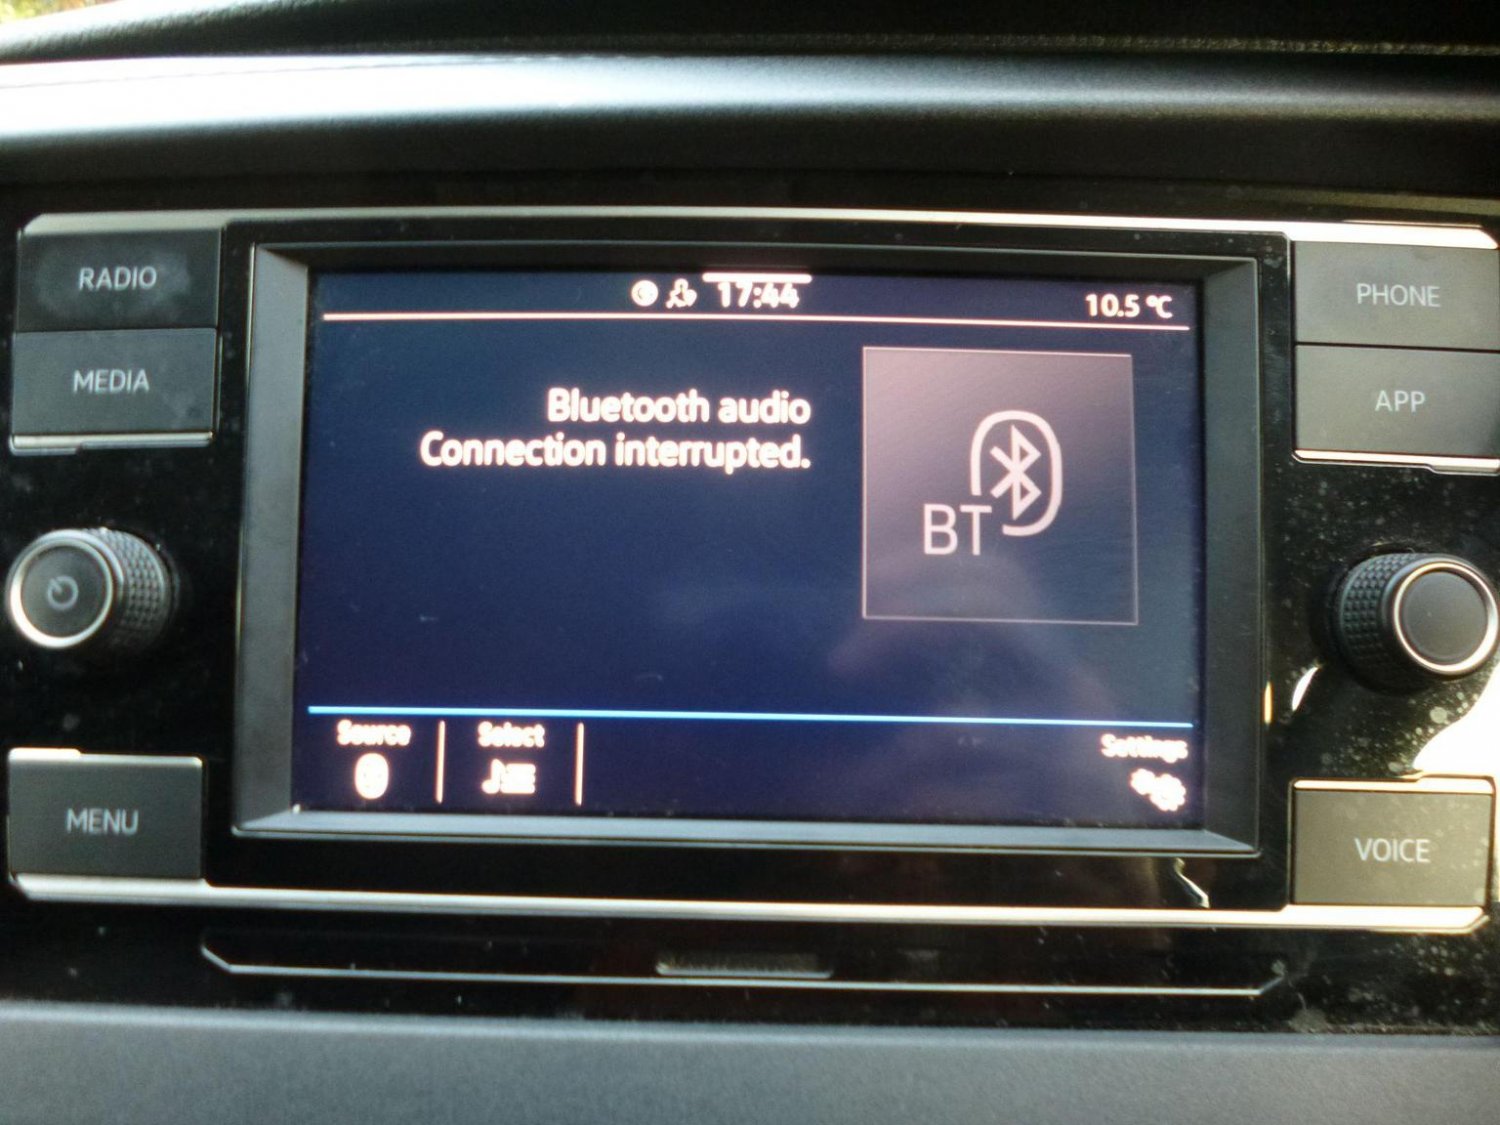 RADIO
MEDIA
MENU
17:44
10.5 °C
Bluetooth audio
Connection interrupted.
BT
Source
Select
Settings
PHONE
APP
VOICE